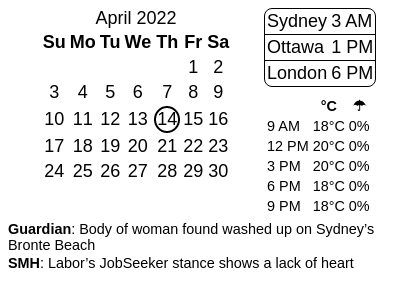 April 2022
Su Mo Tu We Th Fr Sa
1 2
3 4 5 6 7 8 9
10 11 12 13 14 15 16
17 18 19 20 21 22 23
24 25 26 27 28 29 30
Sydney 3 AM
Ottawa 1 PM
London 6 PM
°C ☂
9 AM 18°C 0%
12 PM 20°C 0%
3 PM 20°C 0%
6 PM 18°C 0%
9 PM 18°C 0%
Guardian: Body of woman found washed up on Sydney’s
Bronte Beach
SMH: Labor’s JobSeeker stance shows a lack of heart